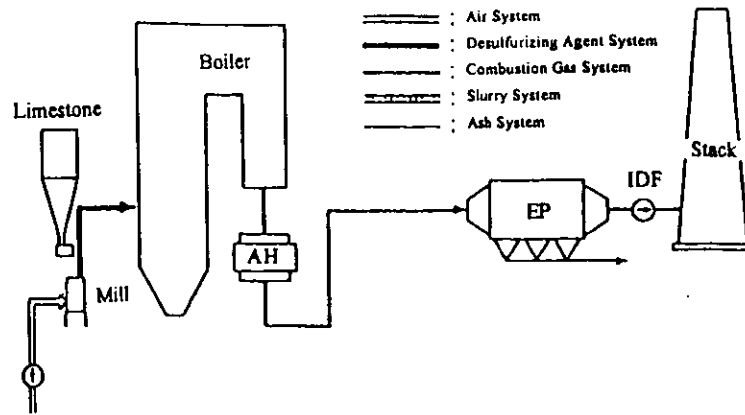 : Air System
: Desulfurizing Agent System
: Combustion Gas System
: Slurry System
: Ash System
Boiler
Limestone
Stack
IDF
EP
AH
Mill